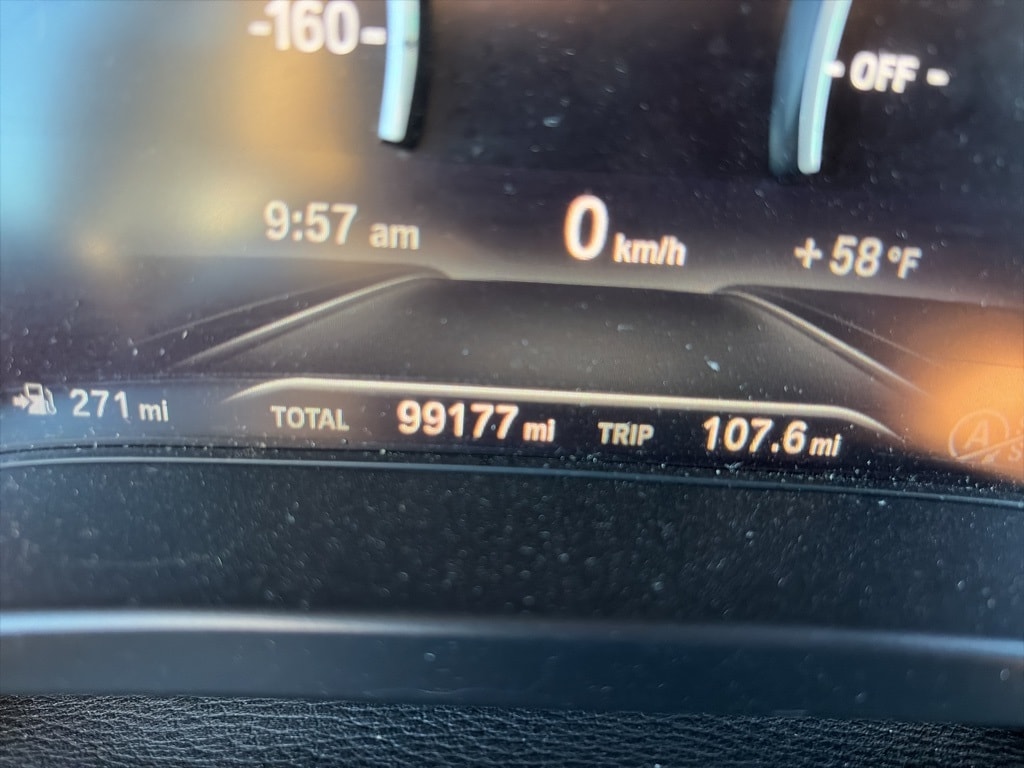 -160-
- OFF -
9:57 am 0 km/h +58 °F
271 mi TOTAL 99177 mi TRIP 107.6 mi
A